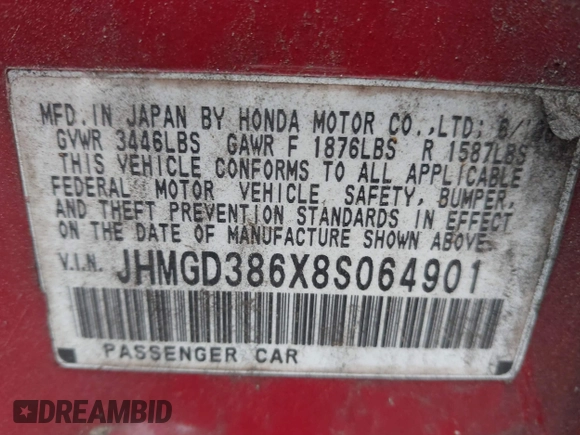 MFD. IN JAPAN BY HONDA MOTOR CO.,LTD;
GVWR 3446LBS GAWR F 1876LBS R 1587LBS
THIS VEHICLE CONFORMS TO ALL APPLICABLE
FEDERAL MOTOR VEHICLE, SAFETY, BUMPER,
AND THEFT PREVENTION STANDARDS IN EFFECT
ON THE DATE OF MANUFACTURE SHOWN ABOVE
V.I.N. JHMGD386X8S064901
PASSENGER CAR
DREAMBID